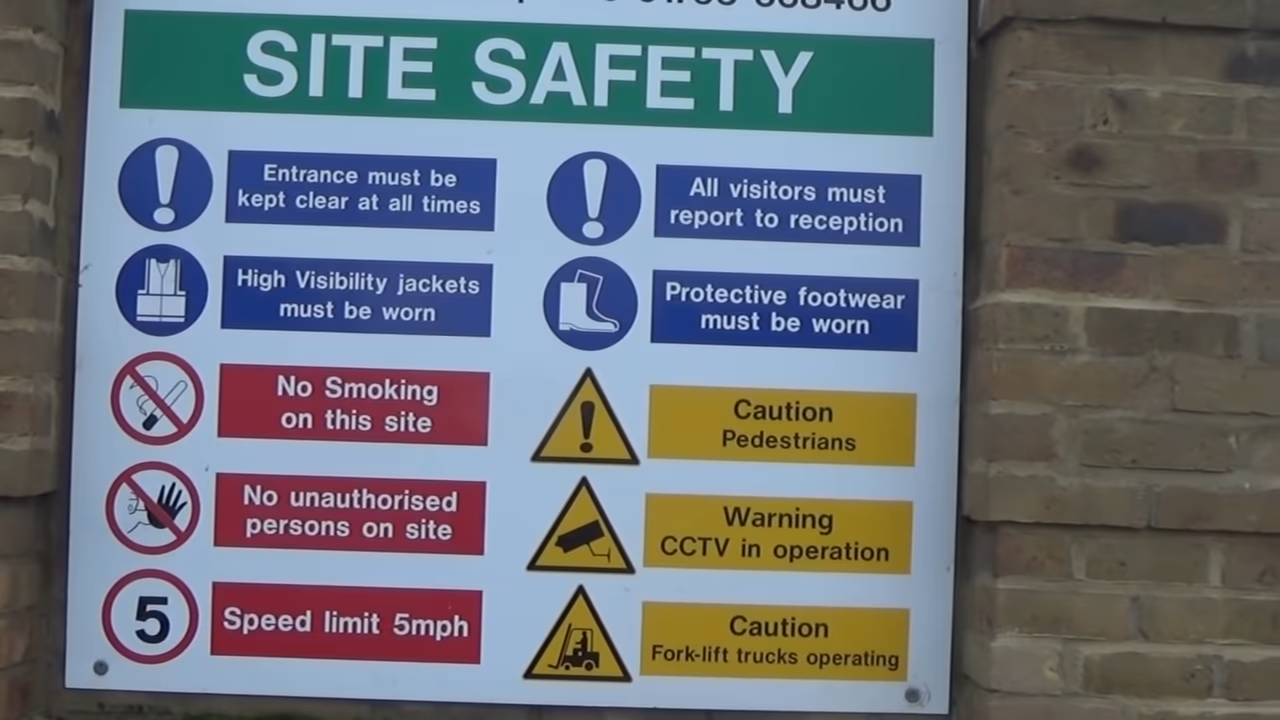 SITE SAFETY
Entrance must be
kept clear at all times
All visitors must
report to reception
High Visibility jackets
must be worn
Protective footwear
must be worn
No Smoking
on this site
Caution
Pedestrians
No unauthorised
persons on site
Warning
CCTV in operation
5
Speed limit 5mph
Caution
Fork-lift trucks operating